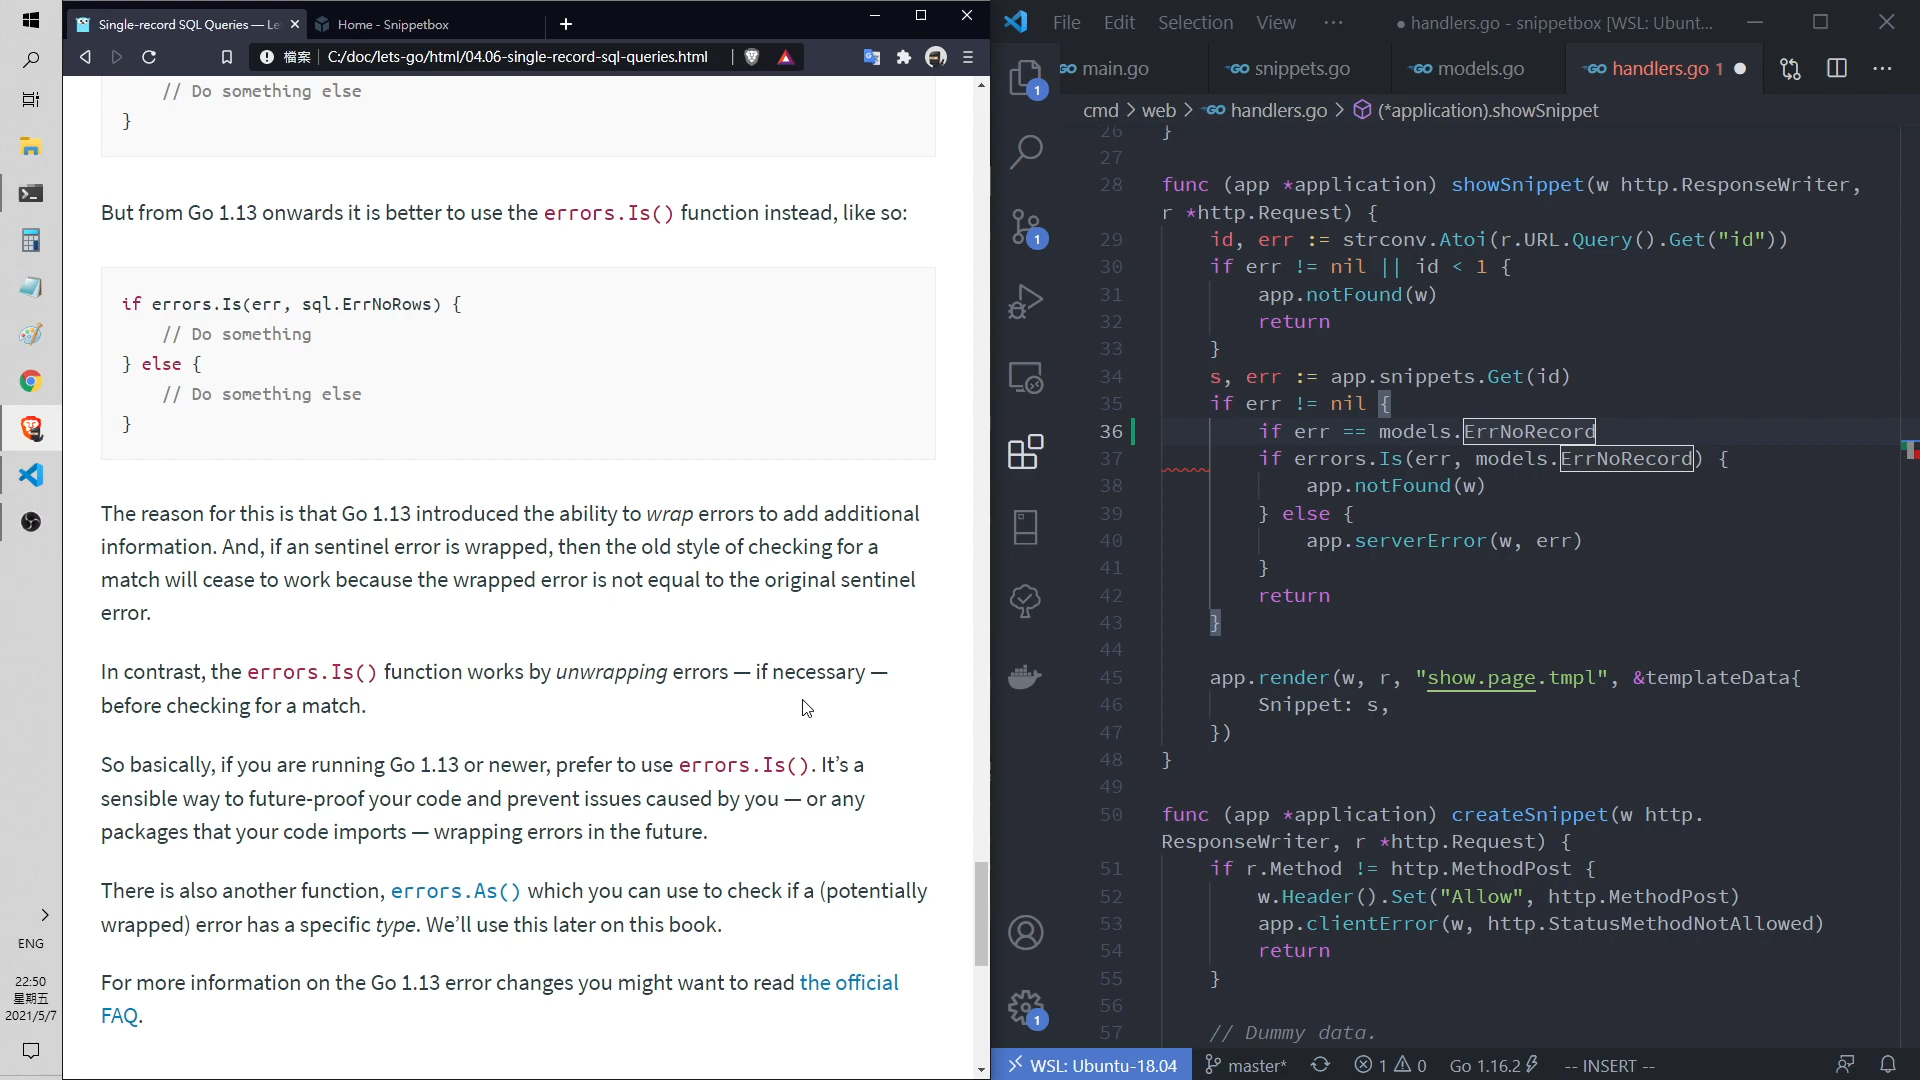 Single-record SQL Queries — Le
Home - Snippetbox
檔案
C:/doc/lets-go/html/04.06-single-record-sql-queries.html
// Do something else
}
But from Go 1.13 onwards it is better to use the errors.Is() function instead, like so:
if errors.Is(err, sql.ErrNoRows) {
    // Do something
} else {
    // Do something else
}
The reason for this is that Go 1.13 introduced the ability to wrap errors to add additional
information. And, if an sentinel error is wrapped, then the old style of checking for a
match will cease to work because the wrapped error is not equal to the original sentinel
error.
In contrast, the errors.Is() function works by unwrapping errors — if necessary —
before checking for a match.
So basically, if you are running Go 1.13 or newer, prefer to use errors.Is(). It's a
sensible way to future-proof your code and prevent issues caused by you — or any
packages that your code imports — wrapping errors in the future.
There is also another function, errors.As() which you can use to check if a (potentially
wrapped) error has a specific type. We'll use this later on this book.
For more information on the Go 1.13 error changes you might want to read the official
FAQ.
ENG
22:50
星期五
2021/5/7
File Edit Selection View ···
● handlers.go - snippetbox [WSL: Ubunt...
main.go
snippets.go
models.go
handlers.go 1
cmd > web > handlers.go > (*application).showSnippet
1
1
1
26 }
27
28 func (app *application) showSnippet(w http.ResponseWriter,
r *http.Request) {
29     id, err := strconv.Atoi(r.URL.Query().Get("id"))
30     if err != nil || id < 1 {
31         app.notFound(w)
32         return
33     }
34     s, err := app.snippets.Get(id)
35     if err != nil {
36         if err == models.ErrNoRecord
37         if errors.Is(err, models.ErrNoRecord) {
38             app.notFound(w)
39         } else {
40             app.serverError(w, err)
41         }
42         return
43     }
44
45     app.render(w, r, "show.page.tmpl", &templateData{
46         Snippet: s,
47     })
48 }
49
50 func (app *application) createSnippet(w http.
ResponseWriter, r *http.Request) {
51     if r.Method != http.MethodPost {
52         w.Header().Set("Allow", http.MethodPost)
53         app.clientError(w, http.StatusMethodNotAllowed)
54         return
55     }
56
57     // Dummy data.
WSL: Ubuntu-18.04
master*
1
0
Go 1.16.2
-- INSERT --